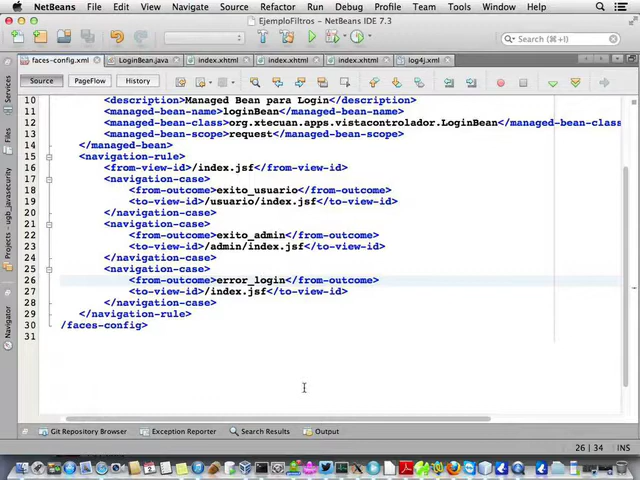 NetBeans File Edit View Navigate Source Refactor Run Debug Profile Team Tools Window Help
EjemploFiltros — NetBeans IDE 7.3
Search (⌘+I)
faces-config.xml LoginBean.java index.xhtml index.xhtml index.xhtml log4j.xml
Source PageFlow History
Services
Files
Projects - ugb_javasecurity
Navigator
10 <description>Managed Bean para Login</description>
11 <managed-bean-name>loginBean</managed-bean-name>
12 <managed-bean-class>org.xtecuan.apps.vistacontrolador.LoginBean</managed-bean-class
13 <managed-bean-scope>request</managed-bean-scope>
14 </managed-bean>
15 <navigation-rule>
16 <from-view-id>/index.jsf</from-view-id>
17 <navigation-case>
18 <from-outcome>exito_usuario</from-outcome>
19 <to-view-id>/usuario/index.jsf</to-view-id>
20 </navigation-case>
21 <navigation-case>
22 <from-outcome>exito_admin</from-outcome>
23 <to-view-id>/admin/index.jsf</to-view-id>
24 </navigation-case>
25 <navigation-case>
26 <from-outcome>error_login</from-outcome>
27 <to-view-id>/index.jsf</to-view-id>
28 </navigation-case>
29 </navigation-rule>
30 /faces-config>
31
Git Repository Browser Exception Reporter Search Results Output
26 | 34 INS